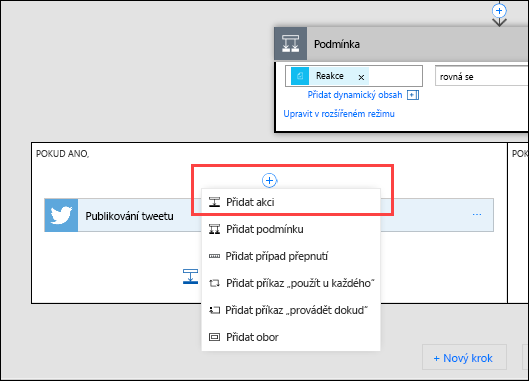 Podmínka
Reakce x
rovná se
Přidat dynamický obsah
Upravit v rozšířeném režimu
POKUD ANO,
POK
Přidat akci
Publikování tweetu ...
Přidat podmínku
Přidat případ přepnutí
Přidat příkaz „použít u každého“
Přidat příkaz „provádět dokud“
Přidat obor
+ Nový krok